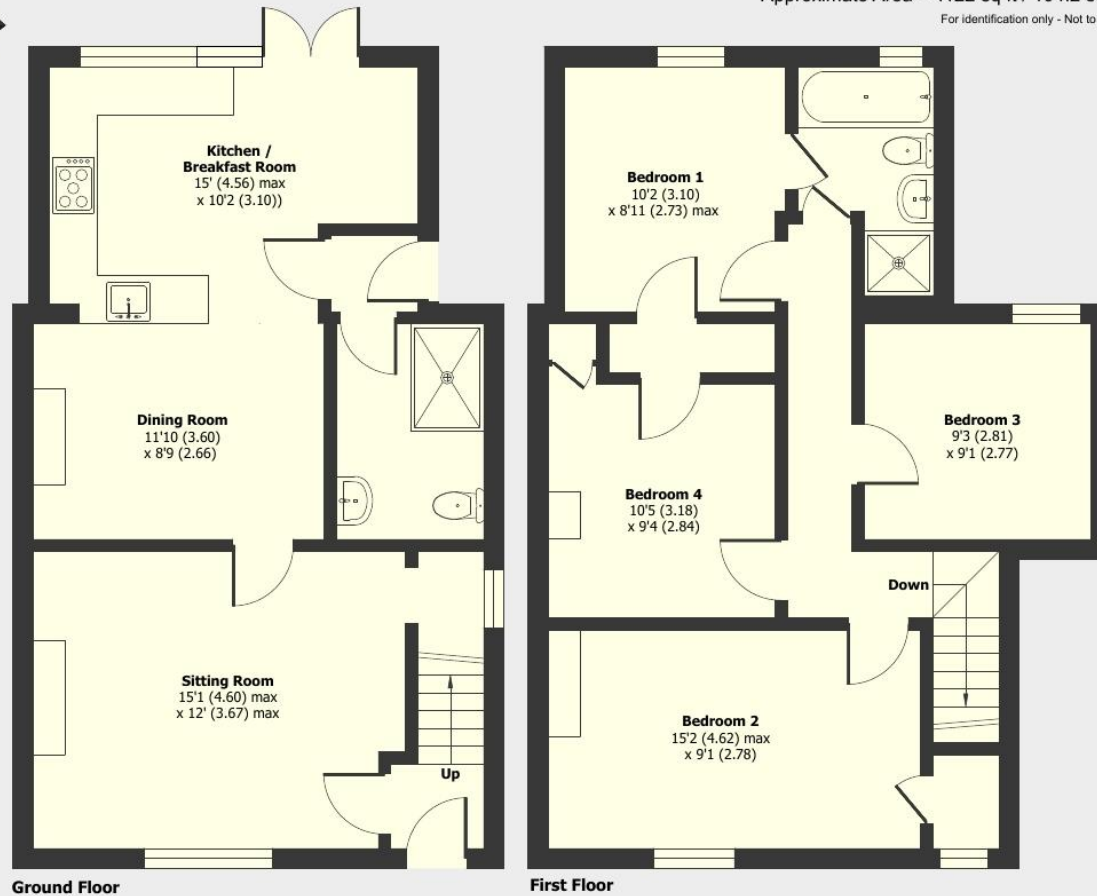 For identification only - Not to
Kitchen /
Breakfast Room
15' (4.56) max
x 10'2 (3.10))
Dining Room
11'10 (3.60)
x 8'9 (2.66)
Sitting Room
15'1 (4.60) max
x 12' (3.67) max
Up
Ground Floor
Bedroom 1
10'2 (3.10)
x 8'11 (2.73) max
Bedroom 3
9'3 (2.81)
x 9'1 (2.77)
Bedroom 4
10'5 (3.18)
x 9'4 (2.84)
Down
Bedroom 2
15'2 (4.62) max
x 9'1 (2.78)
First Floor